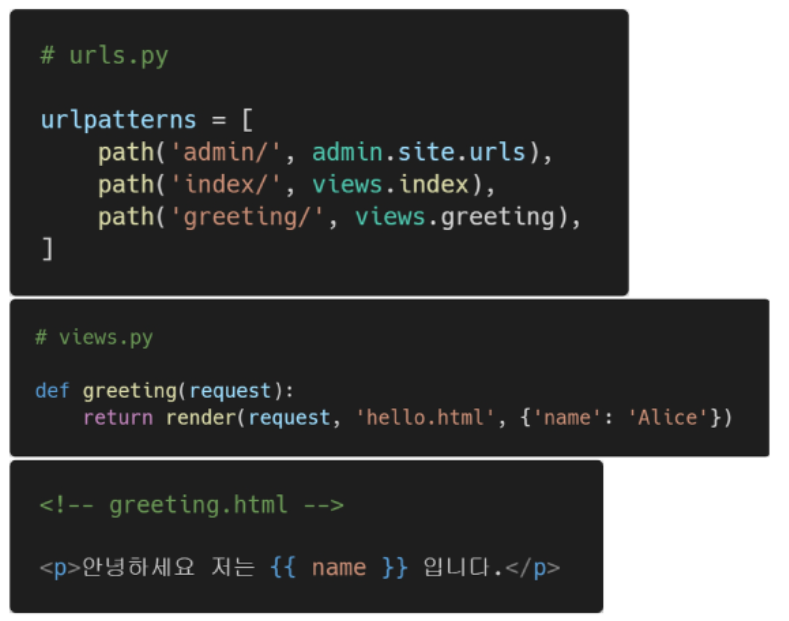 # urls.py
urlpatterns = [
    path('admin/', admin.site.urls),
    path('index/', views.index),
    path('greeting/', views.greeting),
]
# views.py
def greeting(request):
    return render(request, 'hello.html', {'name': 'Alice'})
<!-- greeting.html -->
<p>안녕하세요 저는 {{ name }} 입니다.</p>